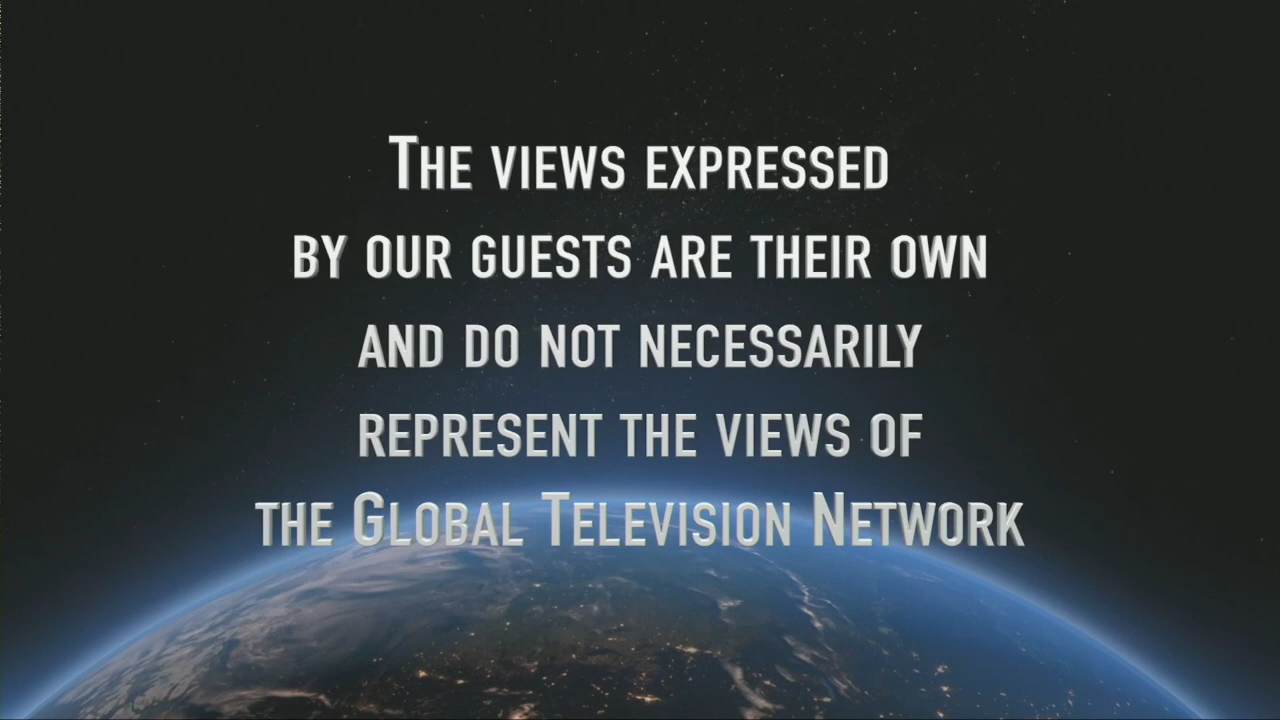 The views expressed
by our guests are their own
and do not necessarily
represent the views of
the Global Television Network